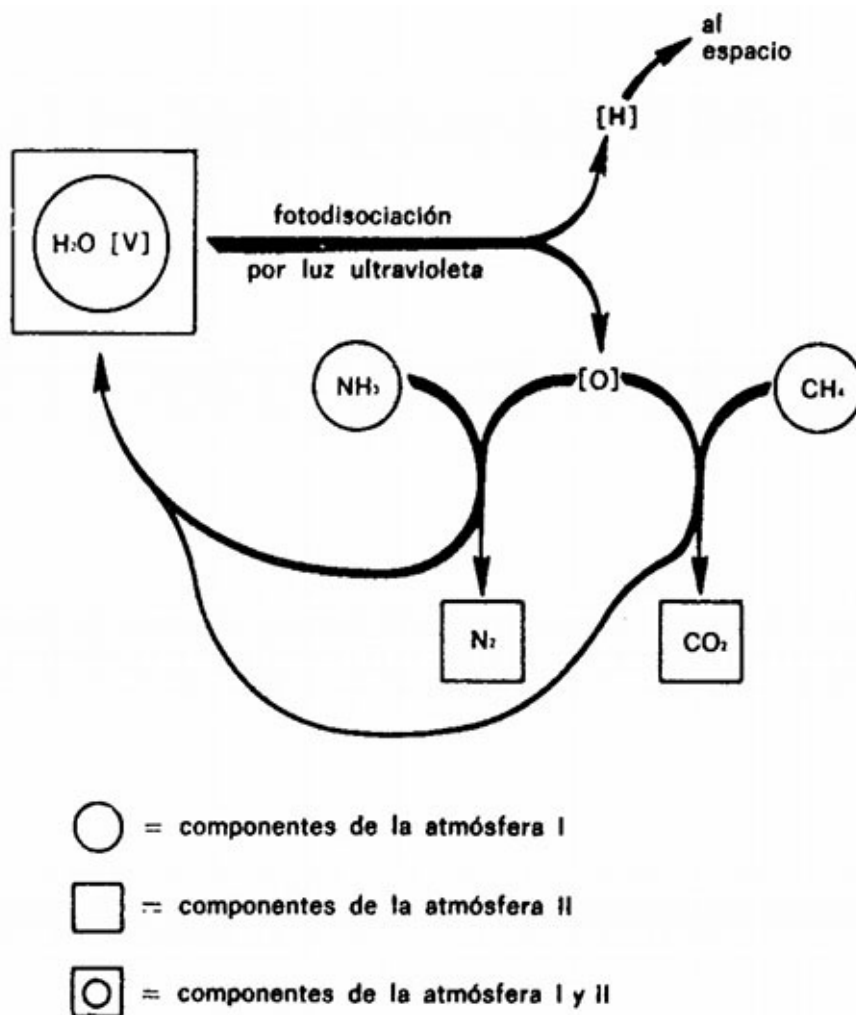 al
espacio
[H]
fotodisociación
H₂O [V]
por luz ultravioleta
NH₃
[O]
CH₄
N₂
CO₂
= componentes de la atmósfera I
= componentes de la atmósfera II
= componentes de la atmósfera I y II